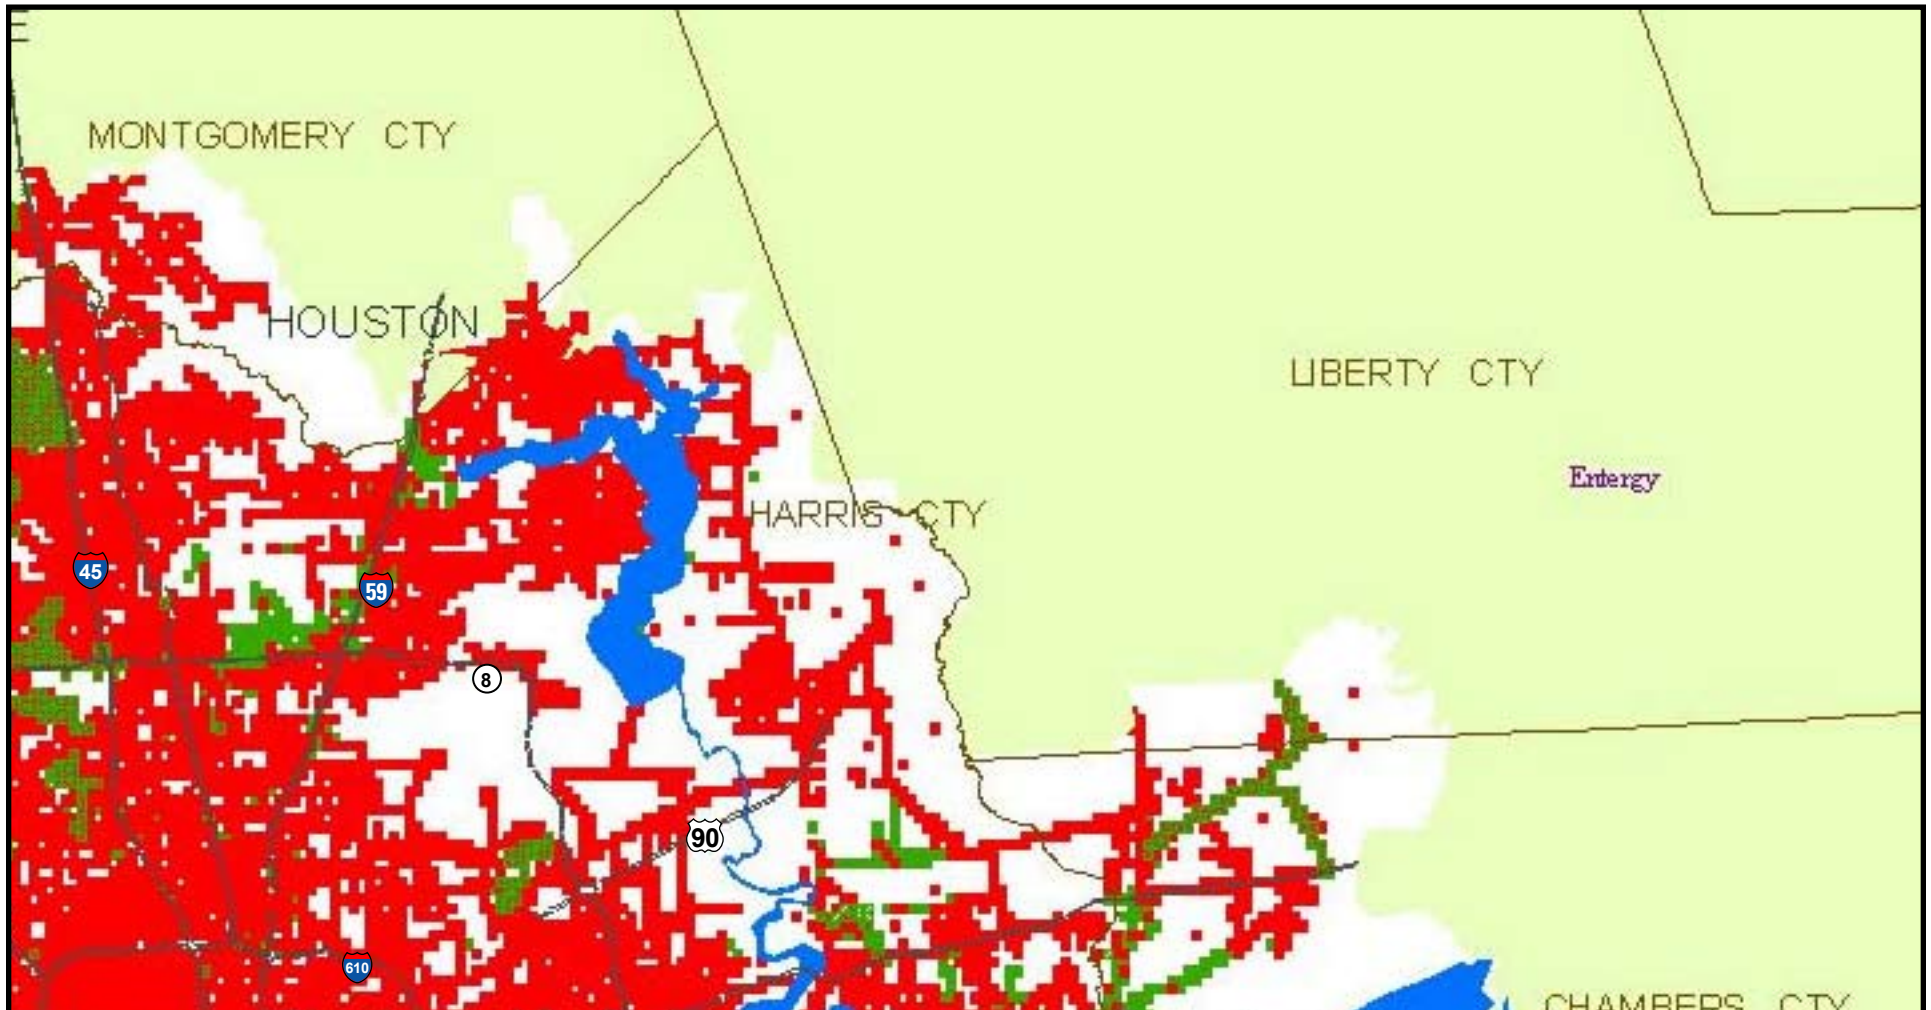 MONTGOMERY CTY
HOUSTON
LIBERTY CTY
Entergy
HARRIS CTY
45
59
8
90
610
CHAMBERS CTY